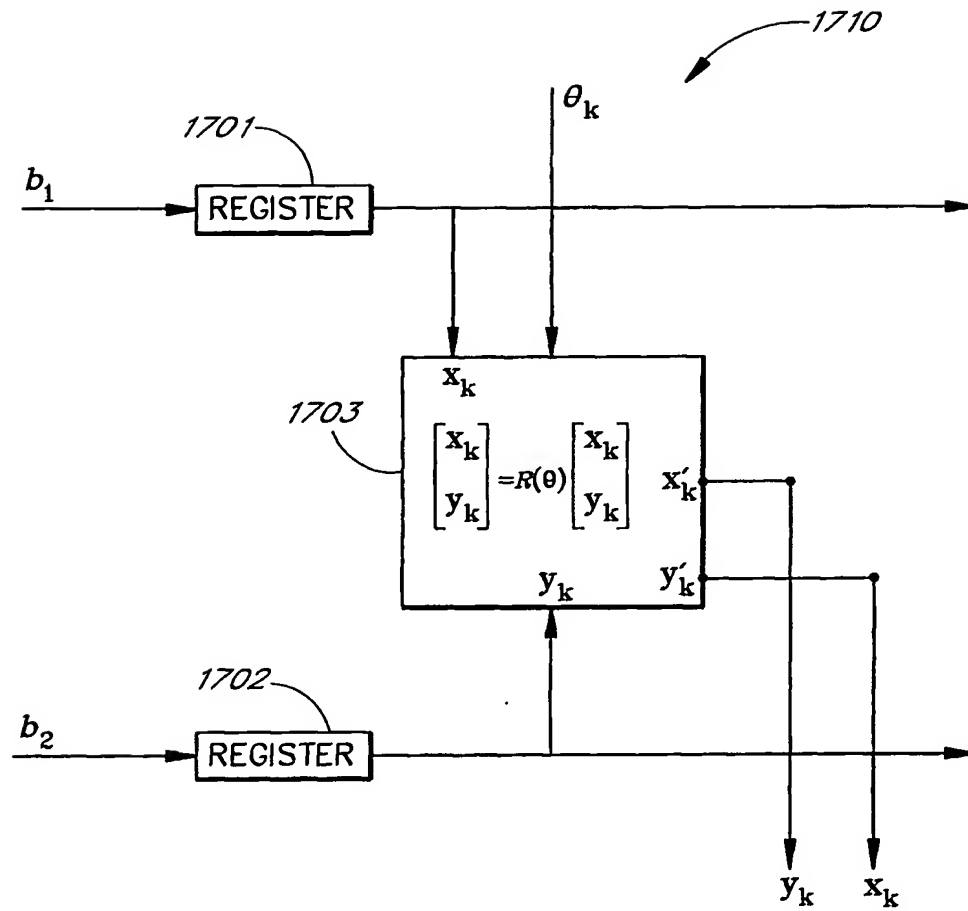 1710
θk
1701
b1
REGISTER
xk
1703
[xk yk] =R(θ) [xk yk]
x′k
y′k
yk
1702
b2
REGISTER
yk xk